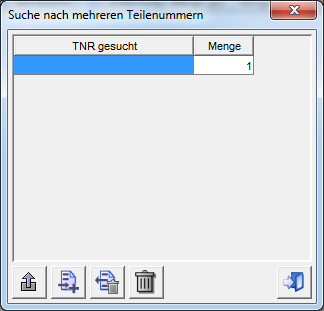 Suche nach mehreren Teilenummern
TNR gesucht Menge
1